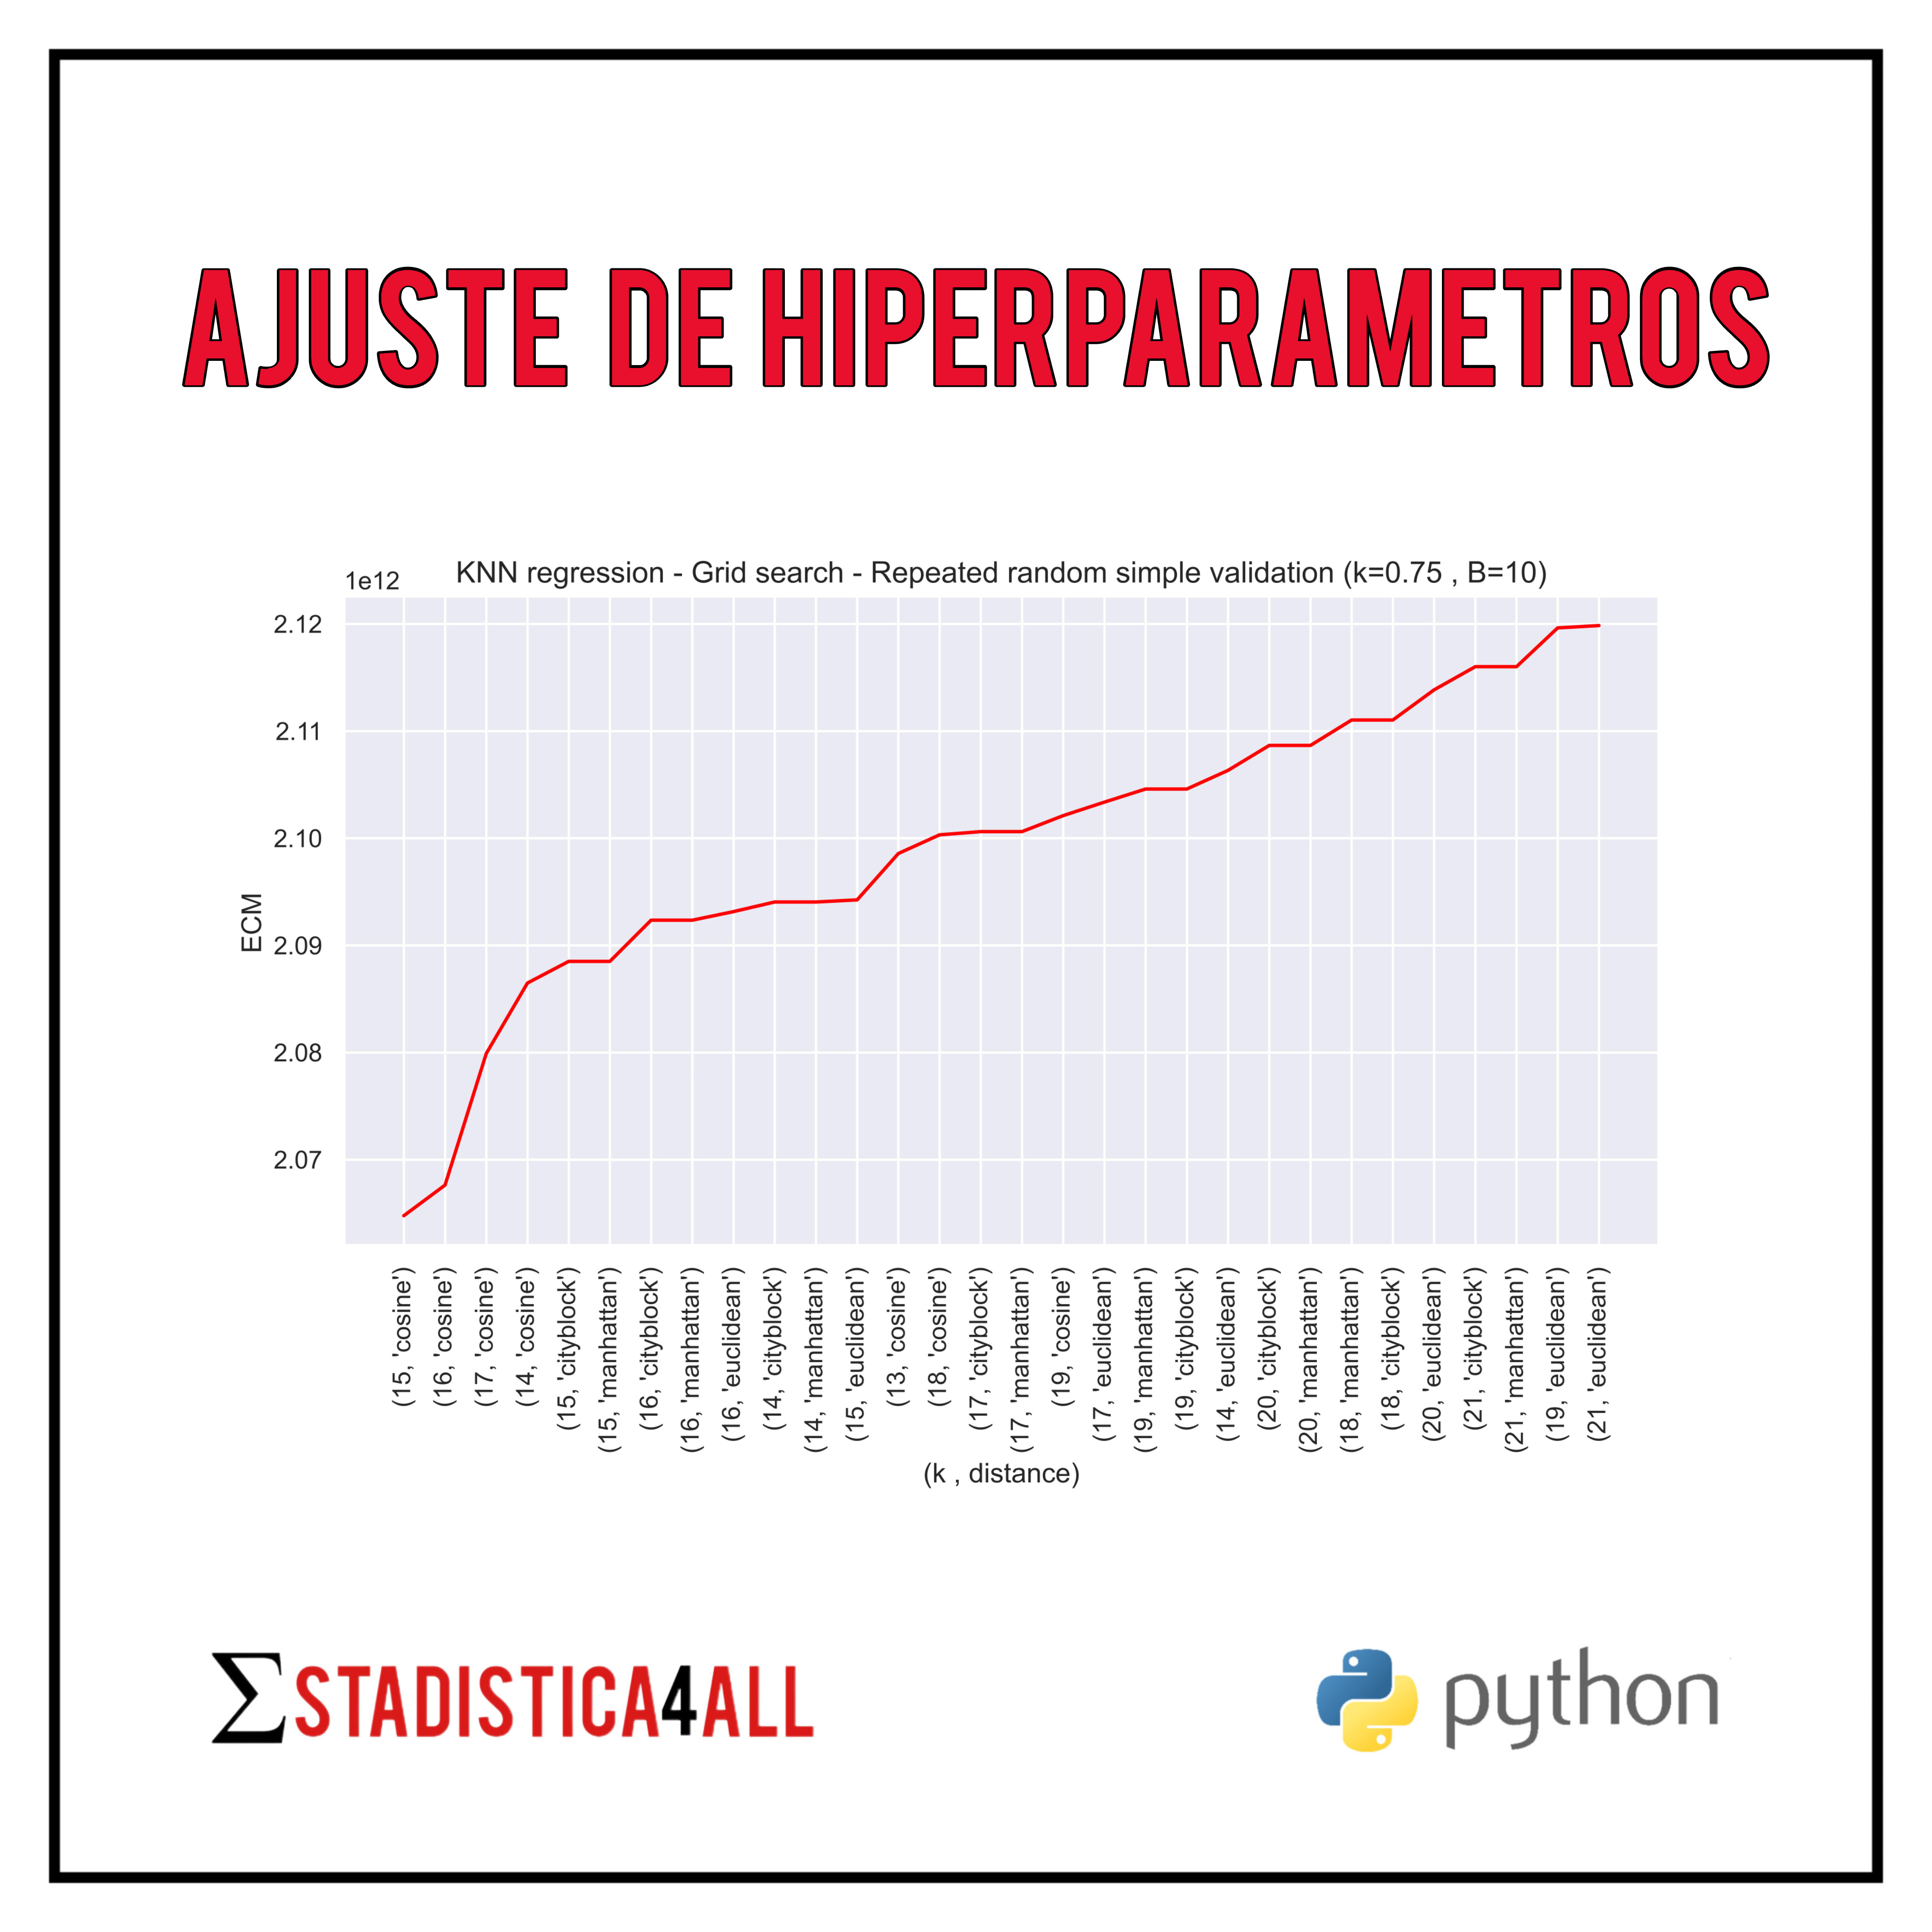 AJUSTE DE HIPERPARAMETROS
KNN regression - Grid search - Repeated random simple validation (k=0.75 , B=10)
1e12
2.12
2.11
2.10
2.09
2.08
2.07
ECM
(15, 'cosine')
(16, 'cosine')
(17, 'cosine')
(14, 'cosine')
(15, 'cityblock')
(15, 'manhattan')
(16, 'cityblock')
(16, 'manhattan')
(16, 'euclidean')
(14, 'cityblock')
(14, 'manhattan')
(15, 'euclidean')
(13, 'cosine')
(18, 'cosine')
(17, 'cityblock')
(17, 'manhattan')
(19, 'cosine')
(17, 'euclidean')
(19, 'manhattan')
(19, 'cityblock')
(14, 'euclidean')
(20, 'cityblock')
(20, 'manhattan')
(18, 'manhattan')
(18, 'cityblock')
(20, 'euclidean')
(21, 'cityblock')
(21, 'manhattan')
(19, 'euclidean')
(21, 'euclidean')
(k , distance)
ΣSTADISTICA4ALL
python